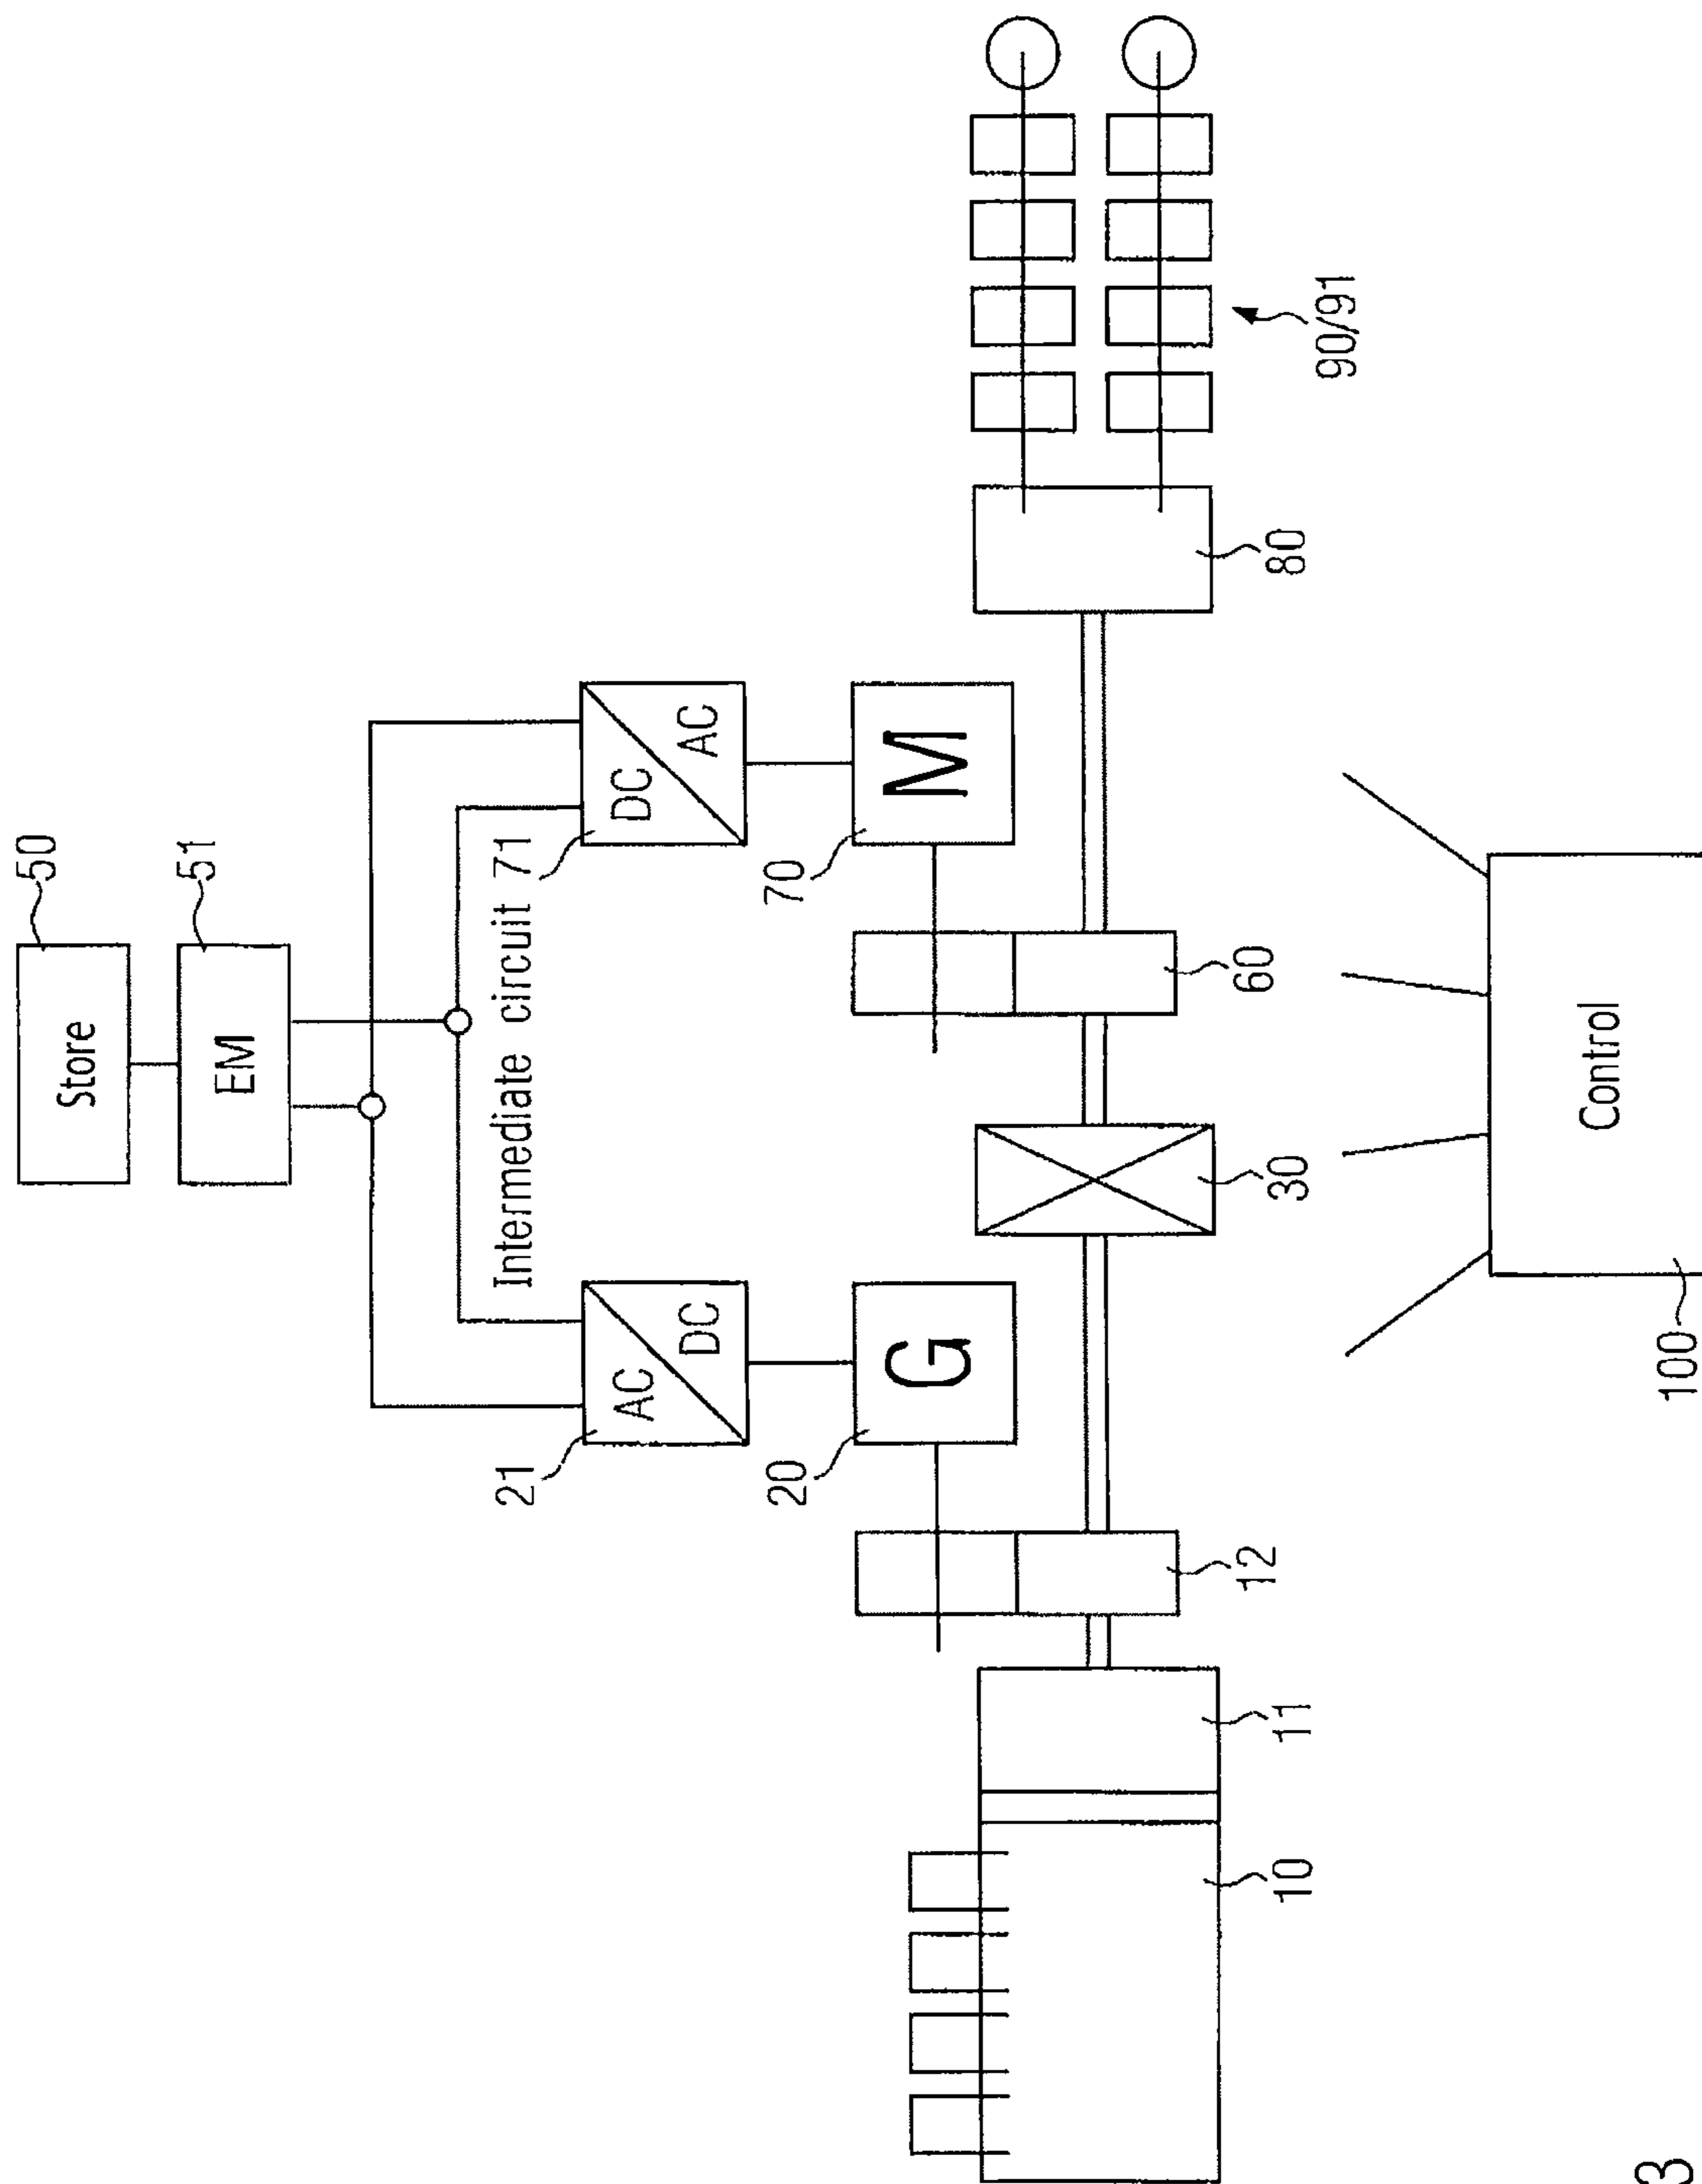 Store
50
EM
51
Intermediate circuit
21
AC
DC
71
DC
AC
20
G
70
M
10
11
12
30
60
80
90/91
100
Control
3